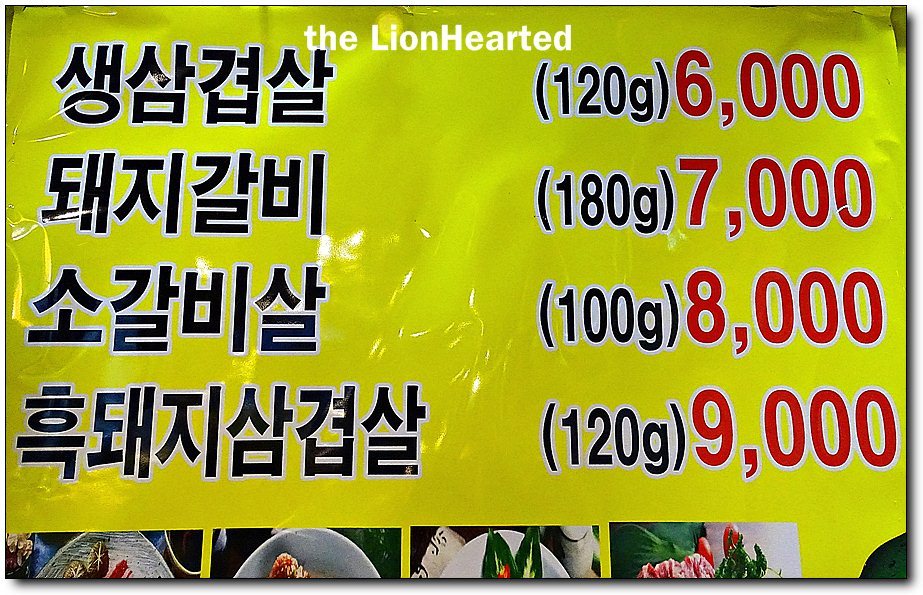 the LionHearted
생삼겹살 (120g)6,000
돼지갈비 (180g)7,000
소갈비살 (100g)8,000
흑돼지삼겹살 (120g)9,000